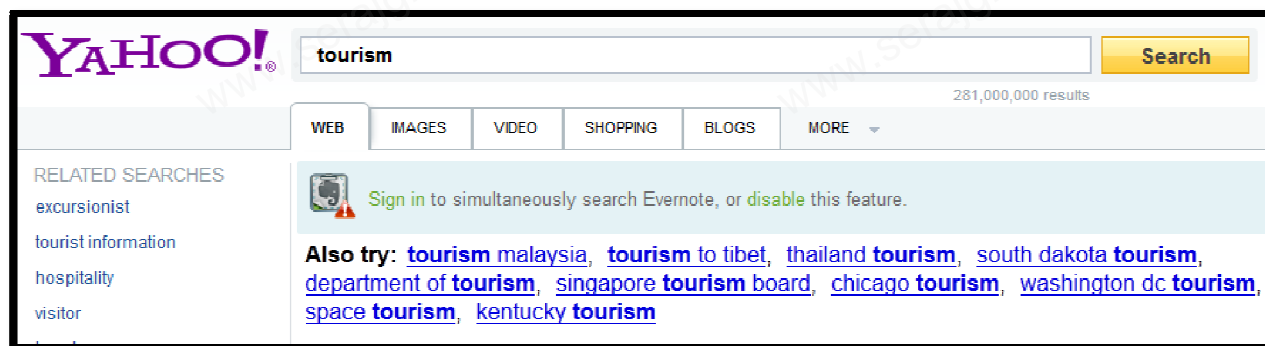 YAHOO!®
tourism
Search
281,000,000 results
WEB IMAGES VIDEO SHOPPING BLOGS MORE
RELATED SEARCHES
excursionist
tourist information
hospitality
visitor
Sign in to simultaneously search Evernote, or disable this feature.
Also try: tourism malaysia, tourism to tibet, thailand tourism, south dakota tourism,
department of tourism, singapore tourism board, chicago tourism, washington dc tourism,
space tourism, kentucky tourism